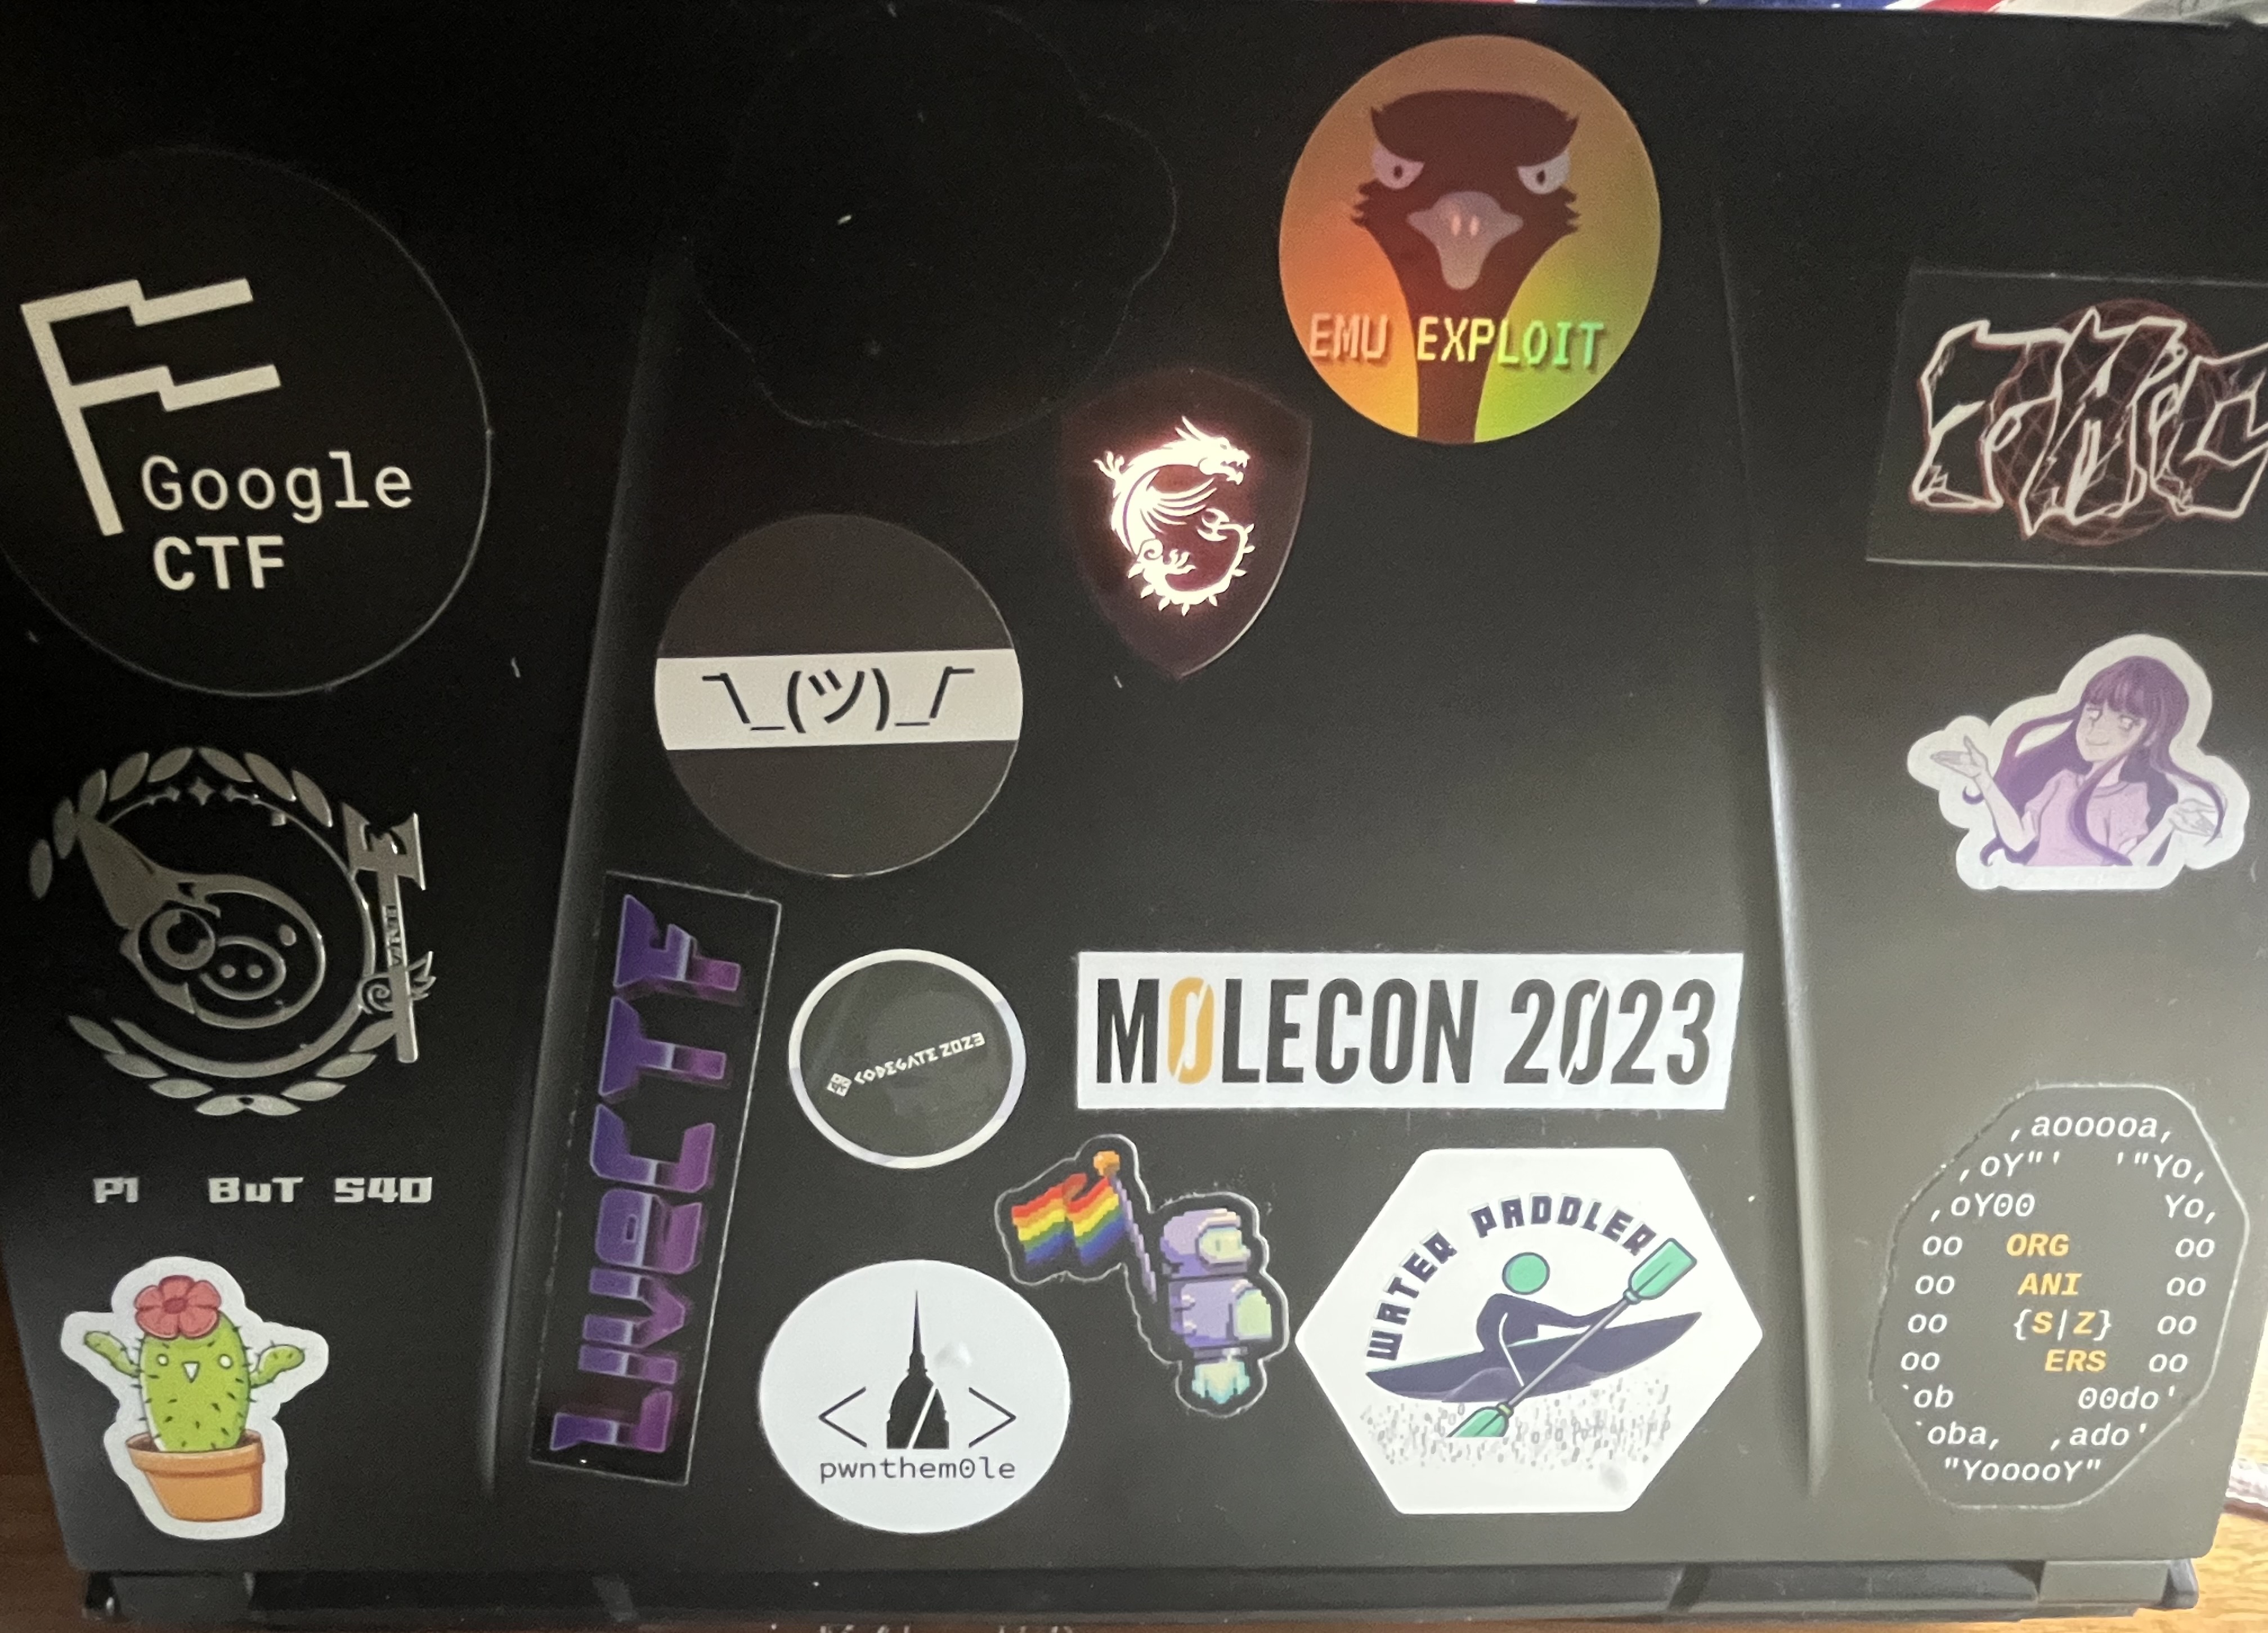 EMU EXPLOIT
Google
CTF
THC
¯\_(ツ)_/¯
LiveCTF
CODEGATE 2023
MØLECON 2023
P1 BuT S4D
WATER PADDLER
pwnthem0le
,aooooa,
,oY"' '"Yo,
,oY00 Yo,
oo ORG oo
oo ANI oo
oo {S|Z} oo
oo ERS oo
`ob 00do'
`oba, ,ado'
"YooooY"